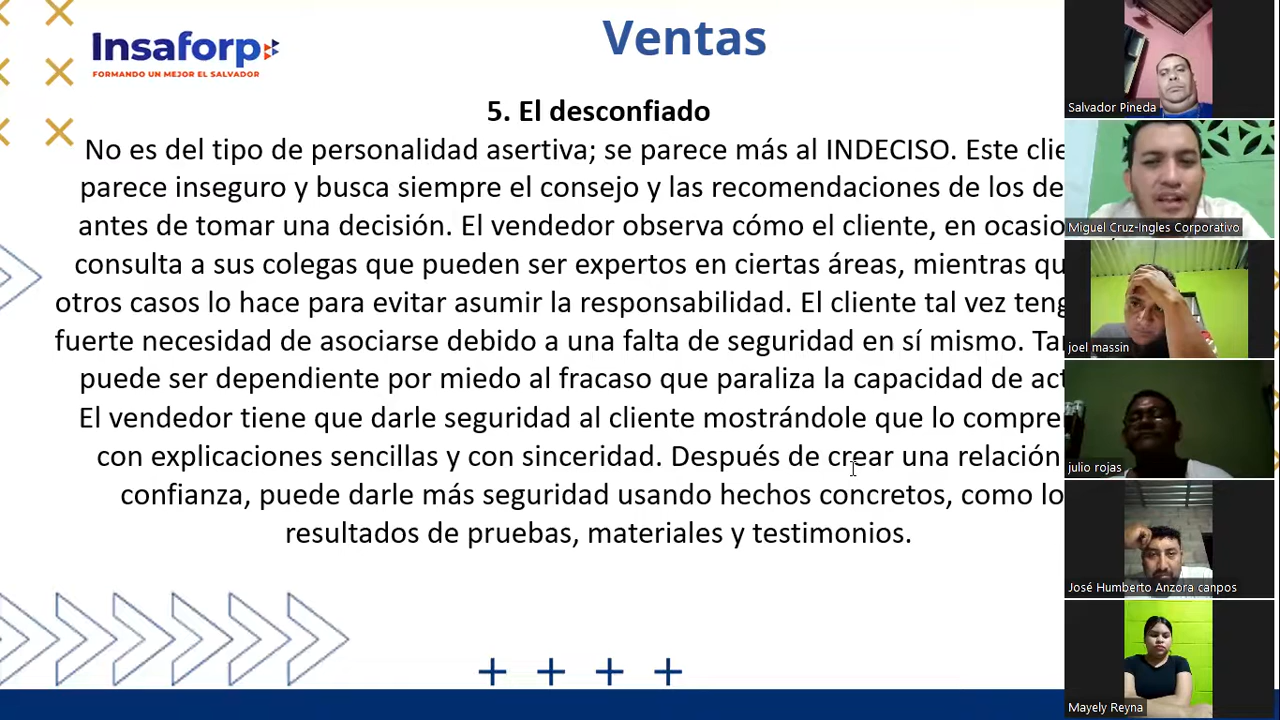 Insaforp
FORMANDO UN MEJOR EL SALVADOR
Ventas
5. El desconfiado
No es del tipo de personalidad asertiva; se parece más al INDECISO. Este clie
parece inseguro y busca siempre el consejo y las recomendaciones de los de
antes de tomar una decisión. El vendedor observa cómo el cliente, en ocasio
consulta a sus colegas que pueden ser expertos en ciertas áreas, mientras qu
otros casos lo hace para evitar asumir la responsabilidad. El cliente tal vez teng
fuerte necesidad de asociarse debido a una falta de seguridad en sí mismo. Ta
puede ser dependiente por miedo al fracaso que paraliza la capacidad de act
El vendedor tiene que darle seguridad al cliente mostrándole que lo compre
con explicaciones sencillas y con sinceridad. Después de crear una relación
confianza, puede darle más seguridad usando hechos concretos, como lo
resultados de pruebas, materiales y testimonios.
Salvador Pineda
Miguel Cruz-Ingles Corporativo
joel massin
julio rojas
José Humberto Anzora canpos
Mayely Reyna